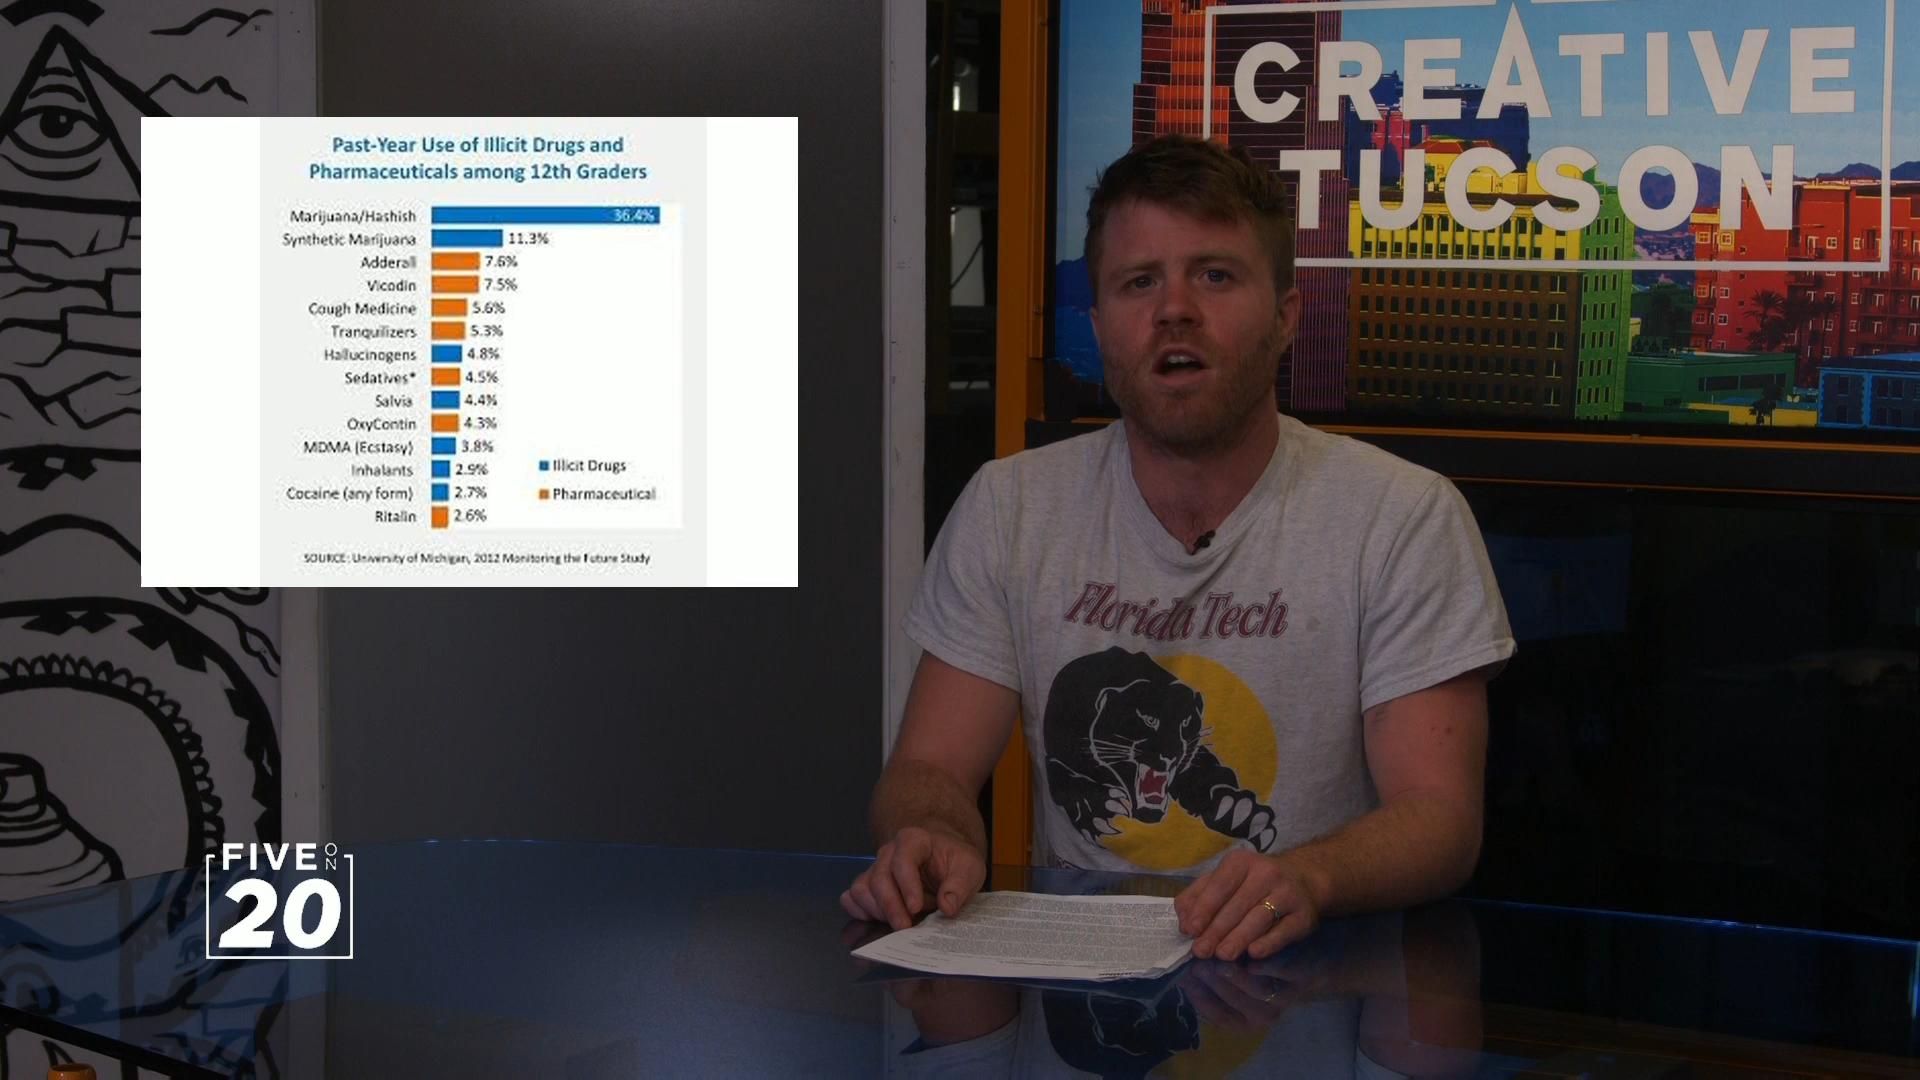 Past-Year Use of Illicit Drugs and
Pharmaceuticals among 12th Graders
Marijuana/Hashish 36.4%
Synthetic Marijuana 11.3%
Adderall 7.6%
Vicodin 7.5%
Cough Medicine 5.6%
Tranquilizers 5.3%
Hallucinogens 4.8%
Sedatives* 4.5%
Salvia 4.4%
OxyContin 4.3%
MDMA (Ecstasy) 3.8%
Inhalants 2.9%
Cocaine (any form) 2.7%
Ritalin 2.6%
Illicit Drugs
Pharmaceutical
SOURCE: University of Michigan, 2012 Monitoring the Future Study
CREATIVE
TUCSON
Florida Tech
FIVE ON
20